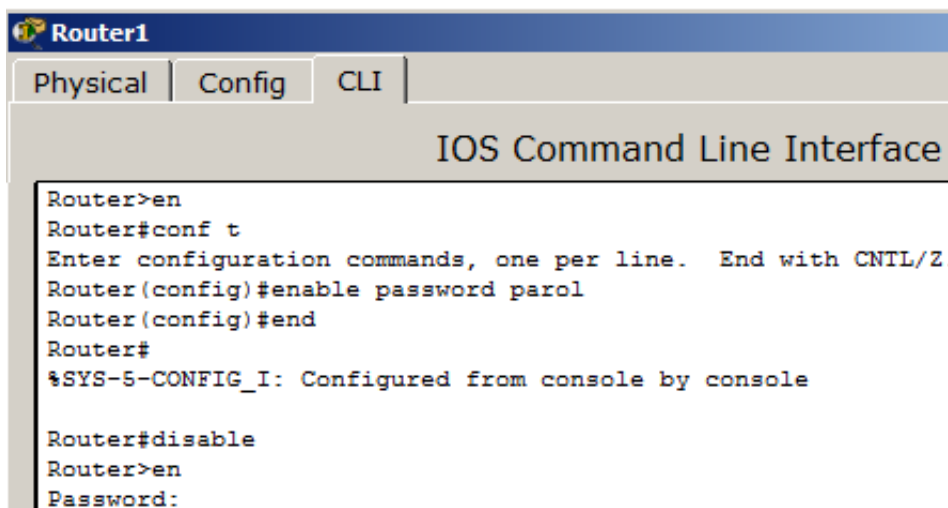 Router1
Physical Config CLI
IOS Command Line Interface
Router>en
Router#conf t
Enter configuration commands, one per line.  End with CNTL/Z
Router(config)#enable password parol
Router(config)#end
Router#
%SYS-5-CONFIG_I: Configured from console by console
Router#disable
Router>en
Password: